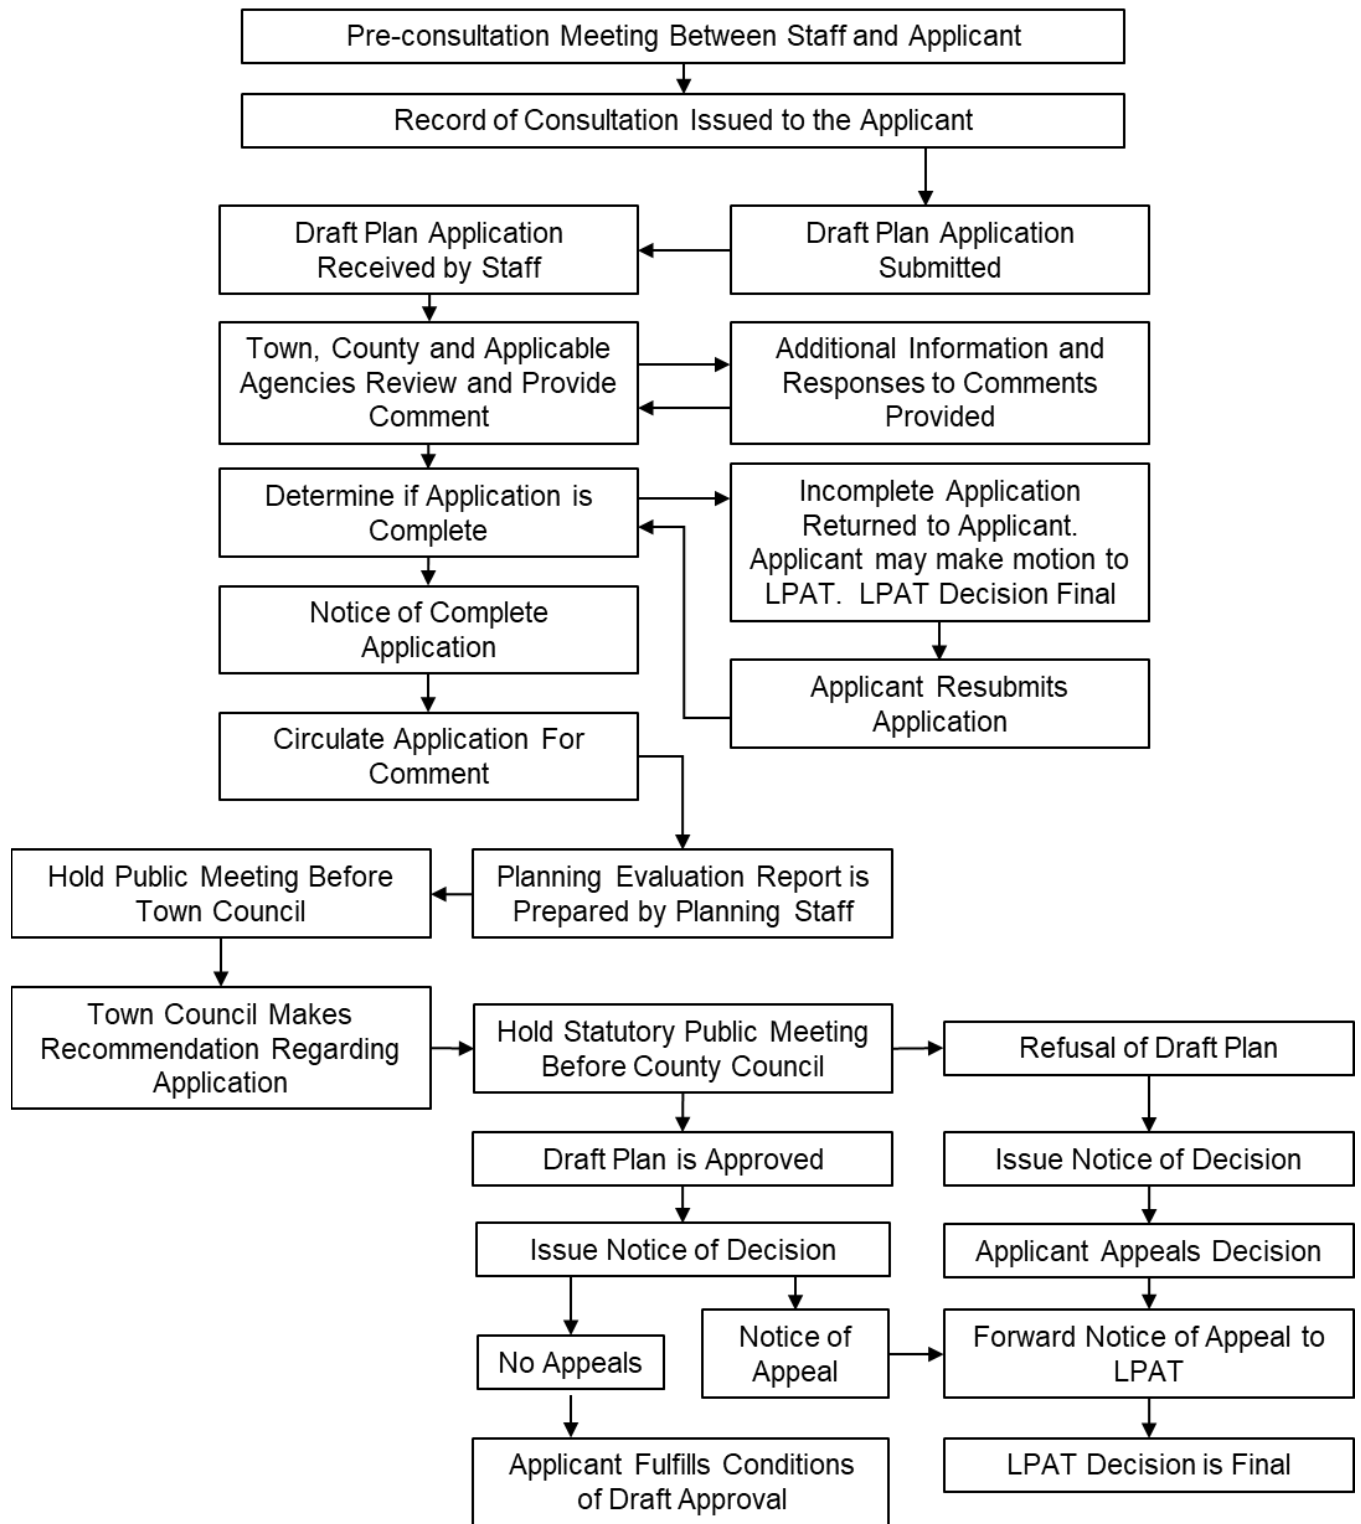 Pre-consultation Meeting Between Staff and Applicant
Record of Consultation Issued to the Applicant
Draft Plan Application
Received by Staff
Draft Plan Application
Submitted
Town, County and Applicable
Agencies Review and Provide
Comment
Additional Information and
Responses to Comments
Provided
Determine if Application is
Complete
Incomplete Application
Returned to Applicant.
Applicant may make motion to
LPAT. LPAT Decision Final
Notice of Complete
Application
Applicant Resubmits
Application
Circulate Application For
Comment
Hold Public Meeting Before
Town Council
Planning Evaluation Report is
Prepared by Planning Staff
Town Council Makes
Recommendation Regarding
Application
Hold Statutory Public Meeting
Before County Council
Refusal of Draft Plan
Draft Plan is Approved
Issue Notice of Decision
Issue Notice of Decision
Applicant Appeals Decision
No Appeals
Notice of
Appeal
Forward Notice of Appeal to
LPAT
Applicant Fulfills Conditions
of Draft Approval
LPAT Decision is Final